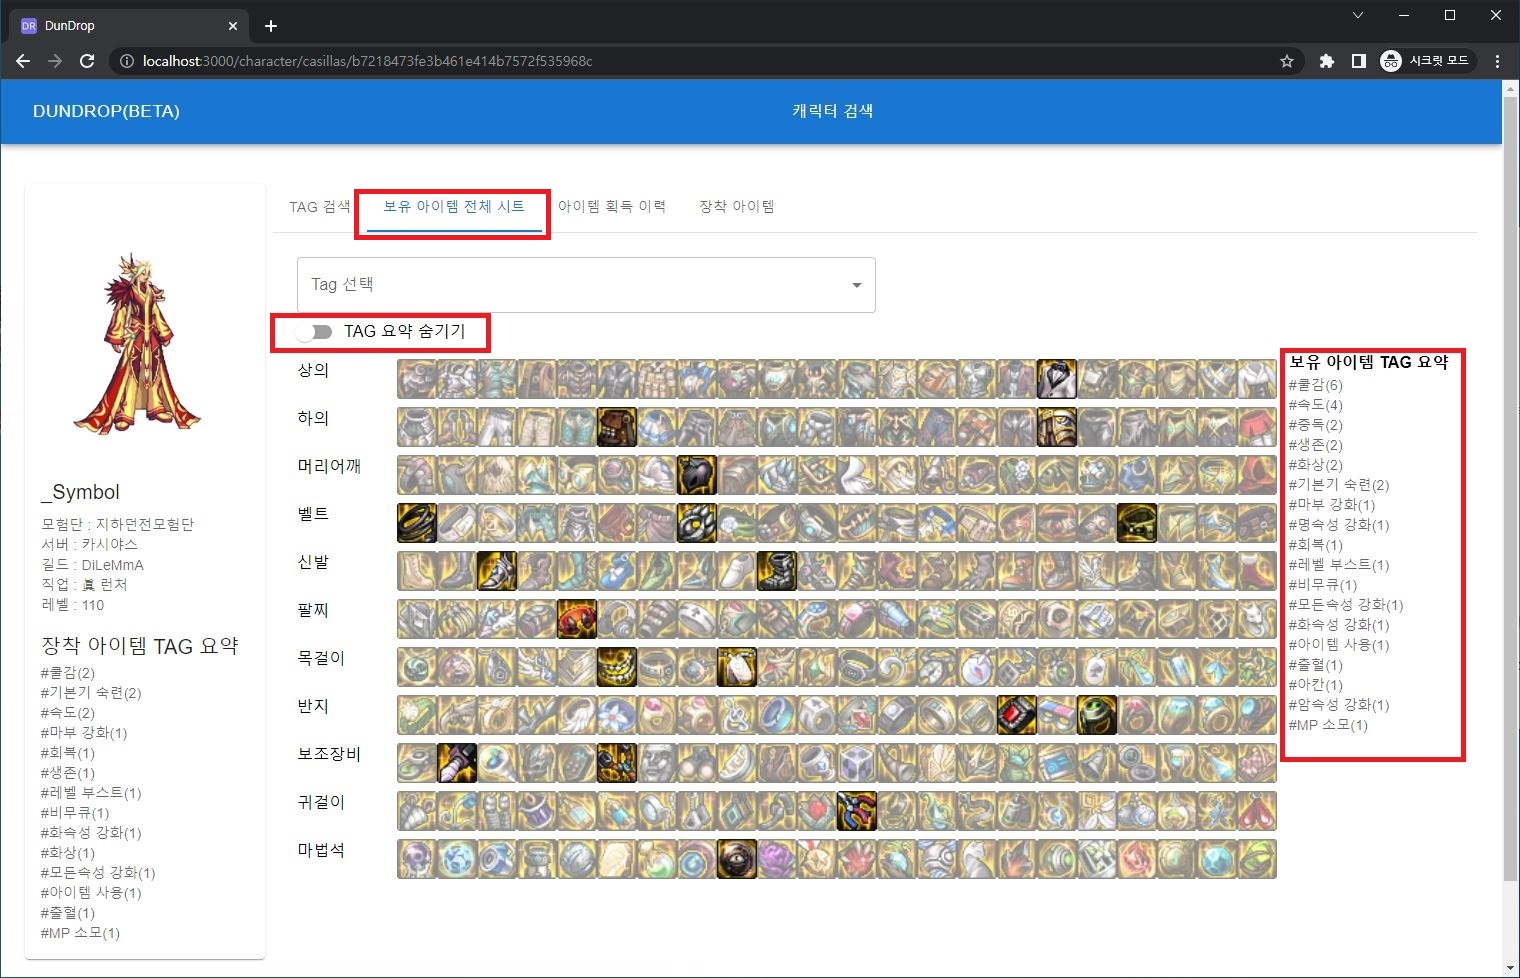 DR DunDrop
localhost:3000/character/casillas/b7218473fe3b461e414b7572f535968c
시크릿 모드
DUNDROP(BETA)
캐릭터 검색
TAG 검색
보유 아이템 전체 시트
아이템 획득 이력
장착 아이템
Tag 선택
TAG 요약 숨기기
_Symbol
모험단 : 지하던전모험단
서버 : 카시야스
길드 : DiLeMmA
직업 : 眞 런처
레벨 : 110
장착 아이템 TAG 요약
#쿨감(2)
#기본기 숙련(2)
#속도(2)
#마부 강화(1)
#회복(1)
#생존(1)
#레벨 부스트(1)
#비무큐(1)
#화속성 강화(1)
#화상(1)
#모든속성 강화(1)
#아이템 사용(1)
#출혈(1)
#MP 소모(1)
상의
하의
머리어깨
벨트
신발
팔찌
목걸이
반지
보조장비
귀걸이
마법석
보유 아이템 TAG 요약
#쿨감(6)
#속도(4)
#중독(2)
#생존(2)
#화상(2)
#기본기 숙련(2)
#마부 강화(1)
#명속성 강화(1)
#회복(1)
#레벨 부스트(1)
#비무큐(1)
#모든속성 강화(1)
#화속성 강화(1)
#아이템 사용(1)
#출혈(1)
#아칸(1)
#암속성 강화(1)
#MP 소모(1)